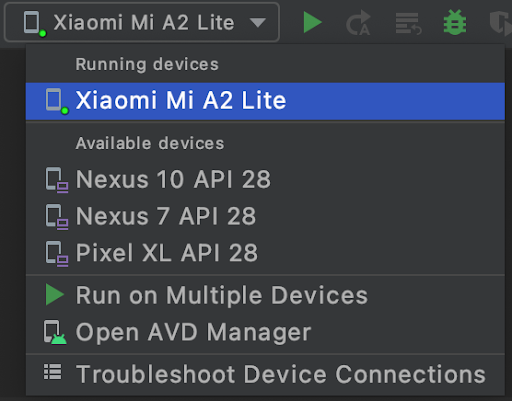 Xiaomi Mi A2 Lite
Running devices
Xiaomi Mi A2 Lite
Available devices
Nexus 10 API 28
Nexus 7 API 28
Pixel XL API 28
Run on Multiple Devices
Open AVD Manager
Troubleshoot Device Connections